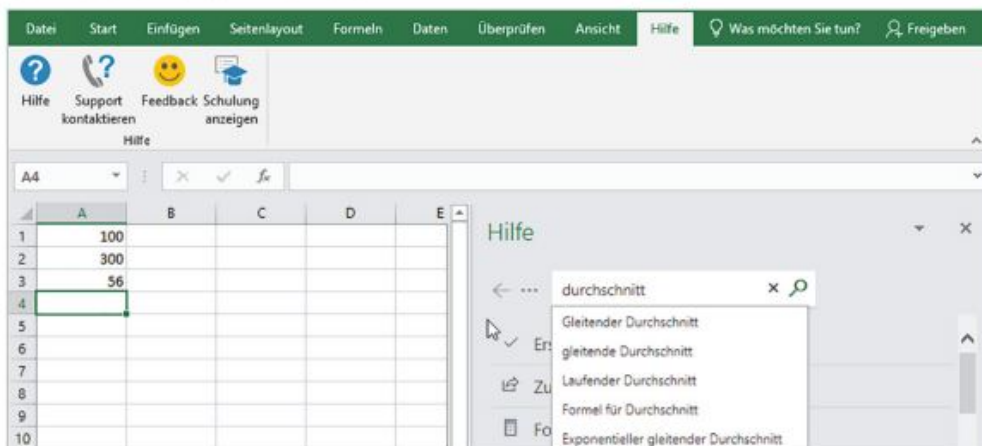 Datei Start Einfügen Seitenlayout Formeln Daten Überprüfen Ansicht Hilfe Was möchten Sie tun? Freigeben
Hilfe Support kontaktieren Feedback Schulung anzeigen
Hilfe
A4 fx
A B C D E
1 100
2 300
3 56
4
5
6
7
8
9
10
Hilfe
durchschnitt
Gleitender Durchschnitt
gleitende Durchschnitt
Laufender Durchschnitt
Formel für Durchschnitt
Exponentieller gleitender Durchschnitt
Zu
Fo